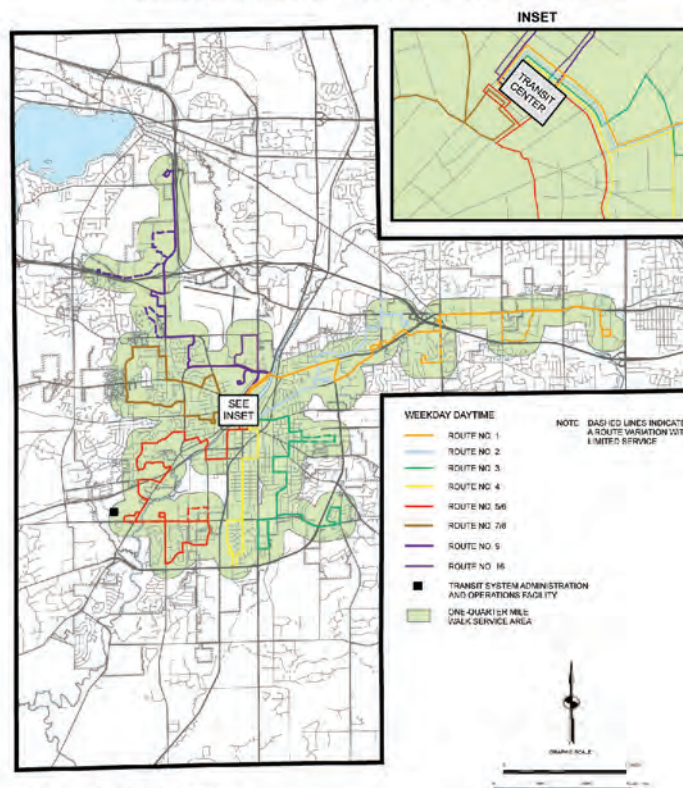 INSET
TRANSIT
CENTER
SEE
INSET
WEEKDAY DAYTIME
ROUTE NO. 1
ROUTE NO. 2
ROUTE NO. 3
ROUTE NO. 4
ROUTE NO. 5/6
ROUTE NO. 7/8
ROUTE NO. 9
ROUTE NO. 16
TRANSIT SYSTEM ADMINISTRATION
AND OPERATIONS FACILITY
ONE-QUARTER MILE
WALK SERVICE AREA
NOTE DASHED LINES INDICATE
A ROUTE VARIATION WIT
LIMITED SERVICE
GRAPHIC SCALE